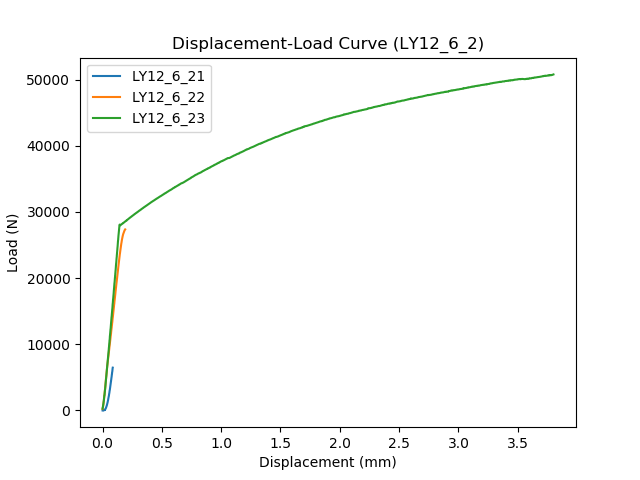 Displacement-Load Curve (LY12_6_2)
LY12_6_21
LY12_6_22
LY12_6_23
Load (N)
50000
40000
30000
20000
10000
0
0.0 0.5 1.0 1.5 2.0 2.5 3.0 3.5
Displacement (mm)